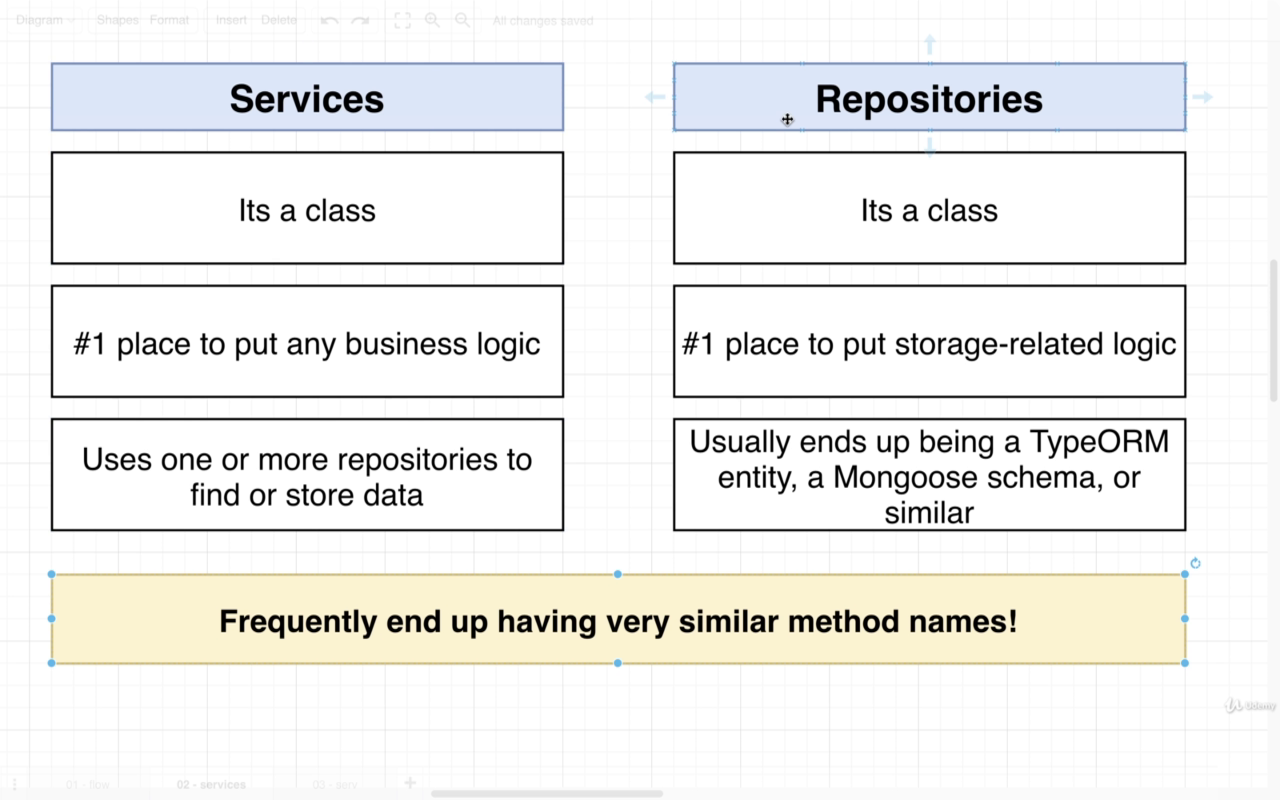 Diagram Shapes Format Insert Delete All changes saved
Services
Its a class
#1 place to put any business logic
Uses one or more repositories to
find or store data
Repositories
Its a class
#1 place to put storage-related logic
Usually ends up being a TypeORM
entity, a Mongoose schema, or
similar
Frequently end up having very similar method names!
Udemy
01 - flow 02 - services 03 - serv